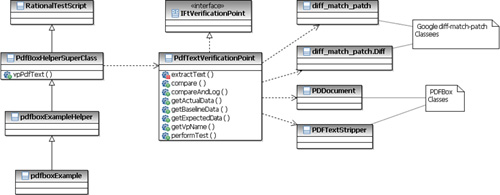 RationalTestScript
PdfBoxHelperSuperClass
vpPdfText ( )
pdfboxExampleHelper
pdfboxExample
«interface»
IFtVerificationPoint
PdfTextVerificationPoint
extractText ( )
compare ( )
compareAndLog ( )
getActualData ( )
getBaselineData ( )
getExpectedData ( )
getVpName ( )
performTest ( )
diff_match_patch
diff_match_patch.Diff
PDDocument
PDFTextStripper
Google diff-match-patch
Classees
PDFBox
Classes